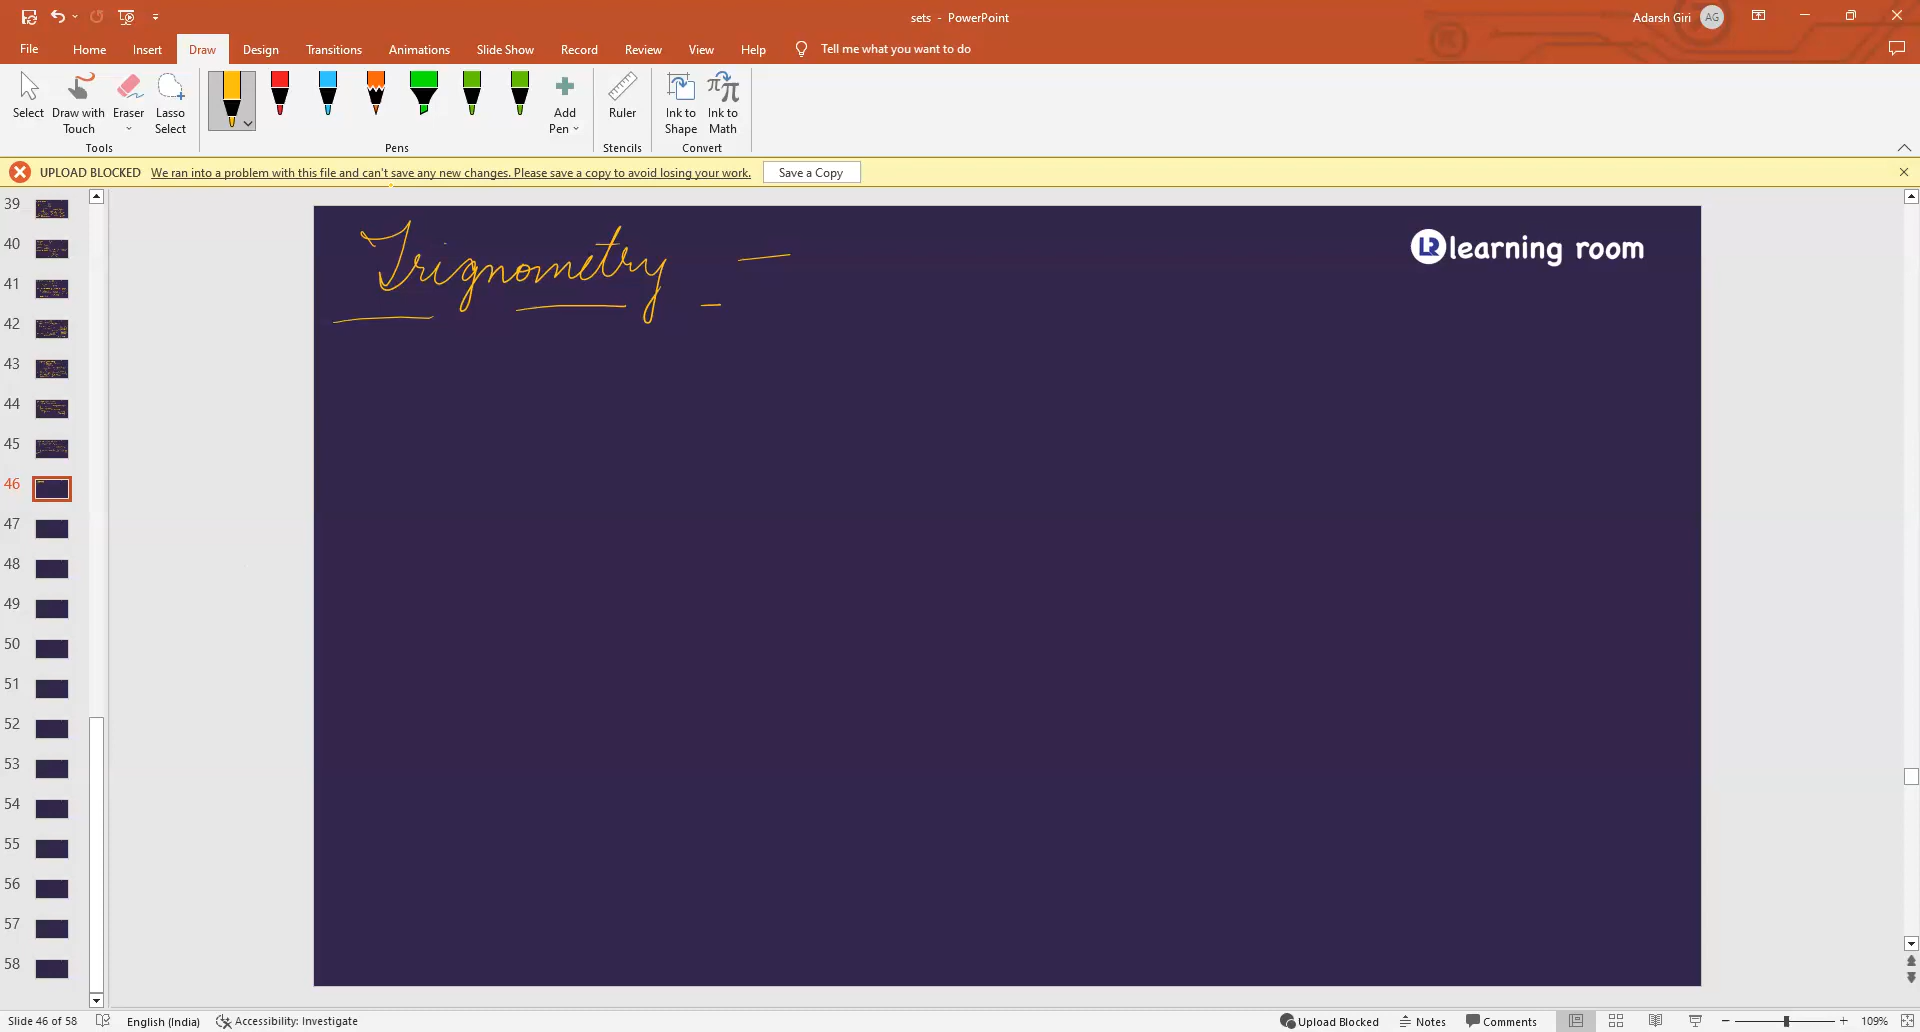 sets - PowerPoint
Adarsh Giri AG
File Home Insert Draw Design Transitions Animations Slide Show Record Review View Help Tell me what you want to do
Select Draw with Touch Eraser Lasso Select Add Pen Ruler Ink to Shape Ink to Math
Tools Pens Stencils Convert
UPLOAD BLOCKED We ran into a problem with this file and can't save any new changes. Please save a copy to avoid losing your work. Save a Copy
39
40
41
42
43
44
45
46
47
48
49
50
51
52
53
54
55
56
57
58
Trignometry -
LR learning room
Slide 46 of 58 English (India) Accessibility: Investigate Upload Blocked Notes Comments 109%